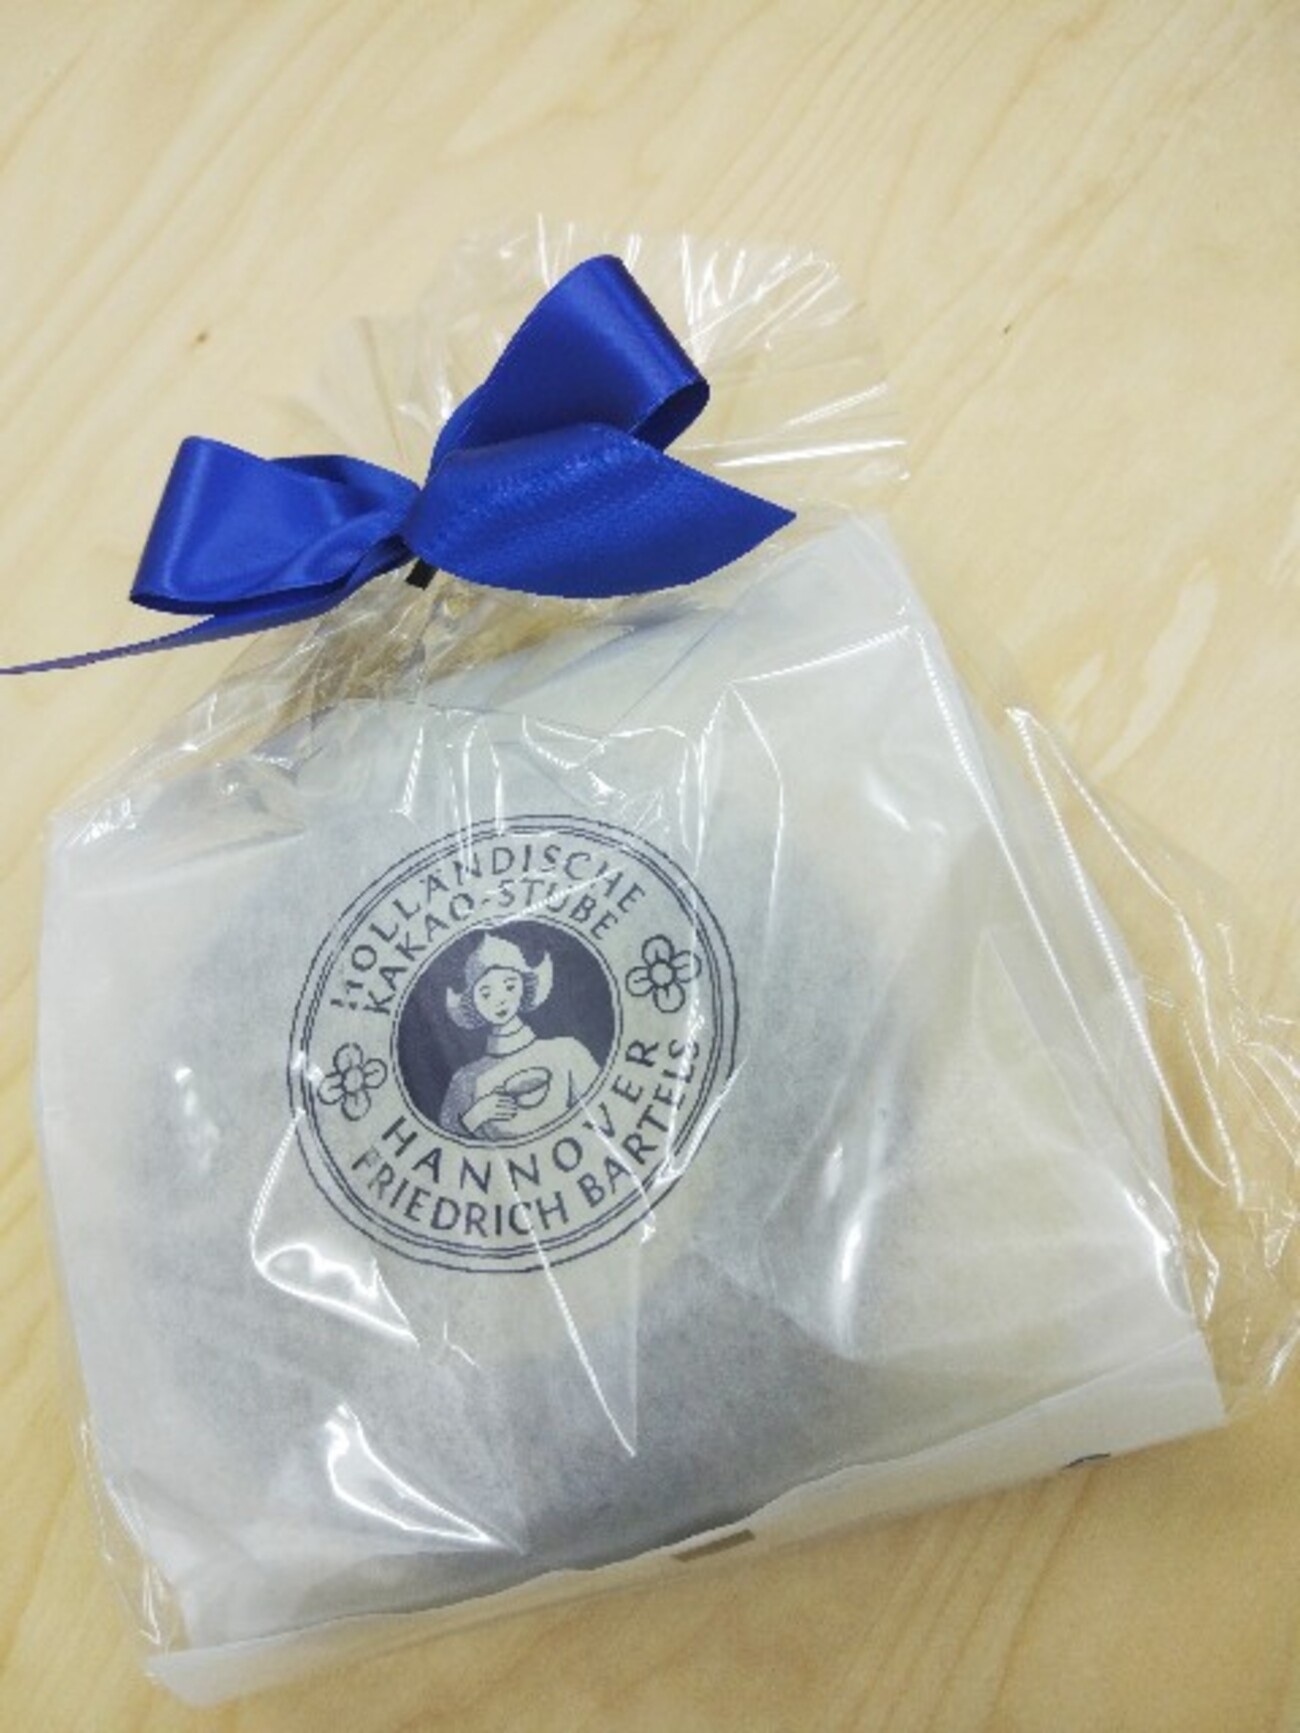 HOLLÄNDISCHE
KAKAO-STUBE
HANNOVER
FRIEDRICH BARTELS